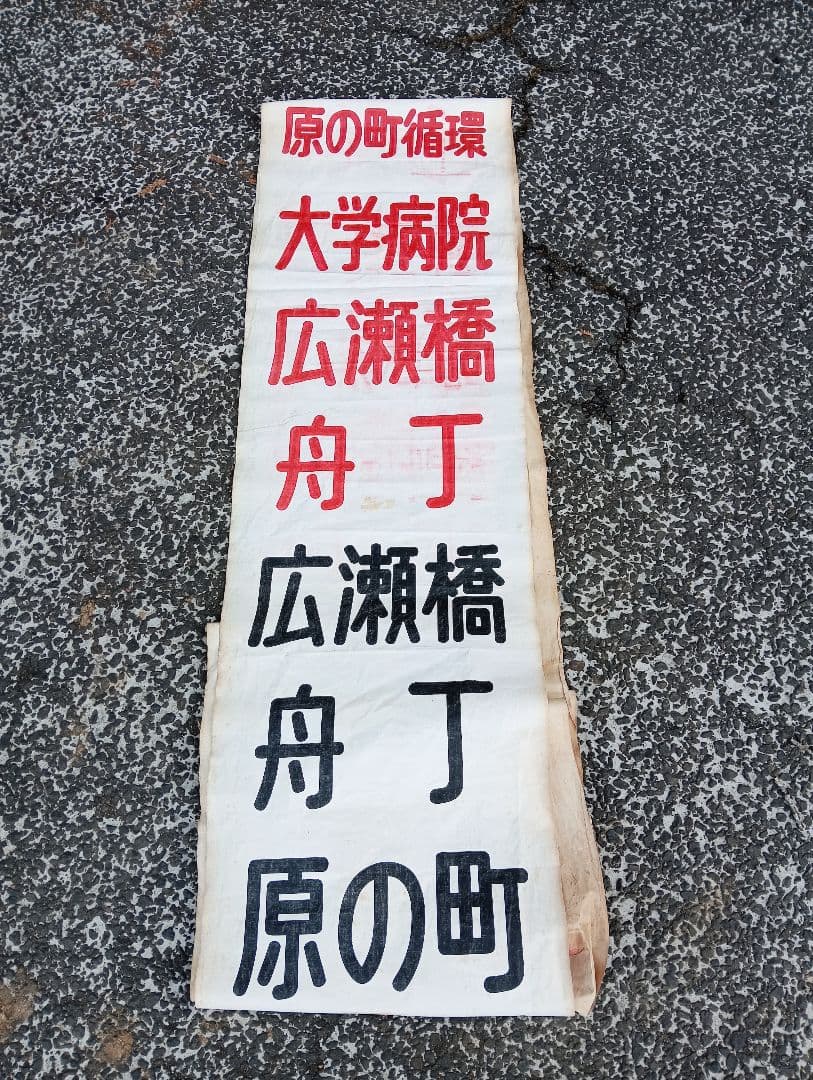 原の町循環
大学病院
広瀬橋
舟丁
広瀬橋
舟丁
原の町